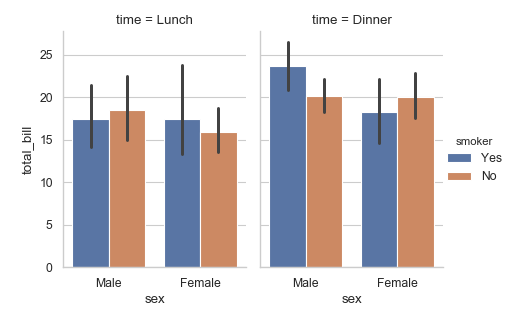 time = Lunch
time = Dinner
25
20
15
10
5
0
total_bill
Male
Female
sex
Male
Female
sex
smoker
Yes
No